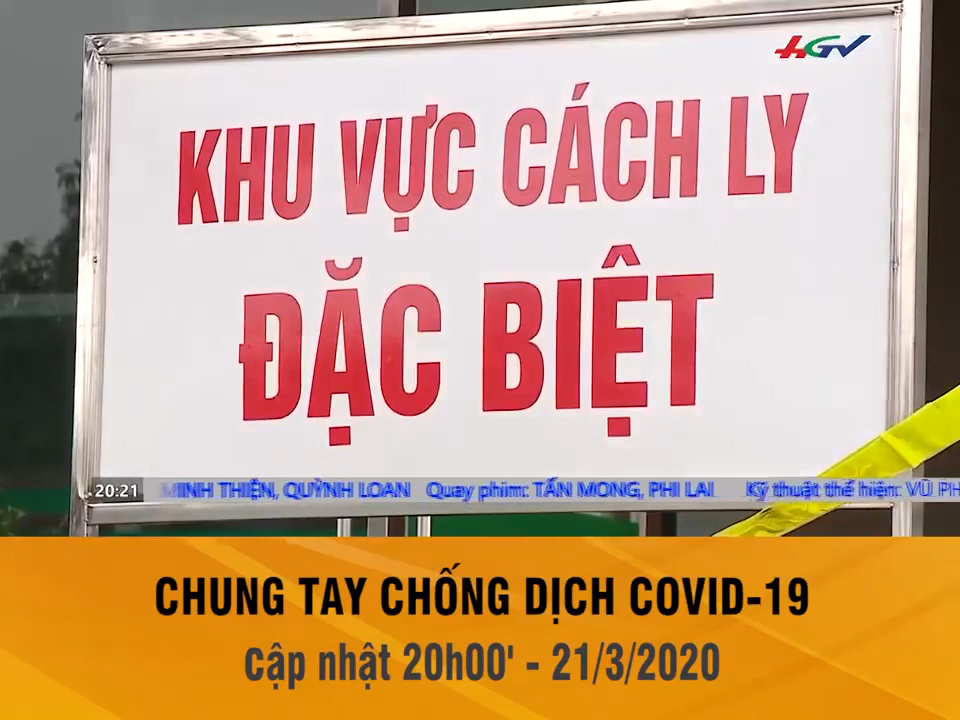 HGV
KHU VỰC CÁCH LY
ĐẶC BIỆT
20:21 MINH THIỆN, QUỲNH LOAN Quay phim: TẤN MONG, PHI LAI Kỹ thuật thể hiện: VŨ PH
CHUNG TAY CHỐNG DỊCH COVID-19
cập nhật 20h00' - 21/3/2020